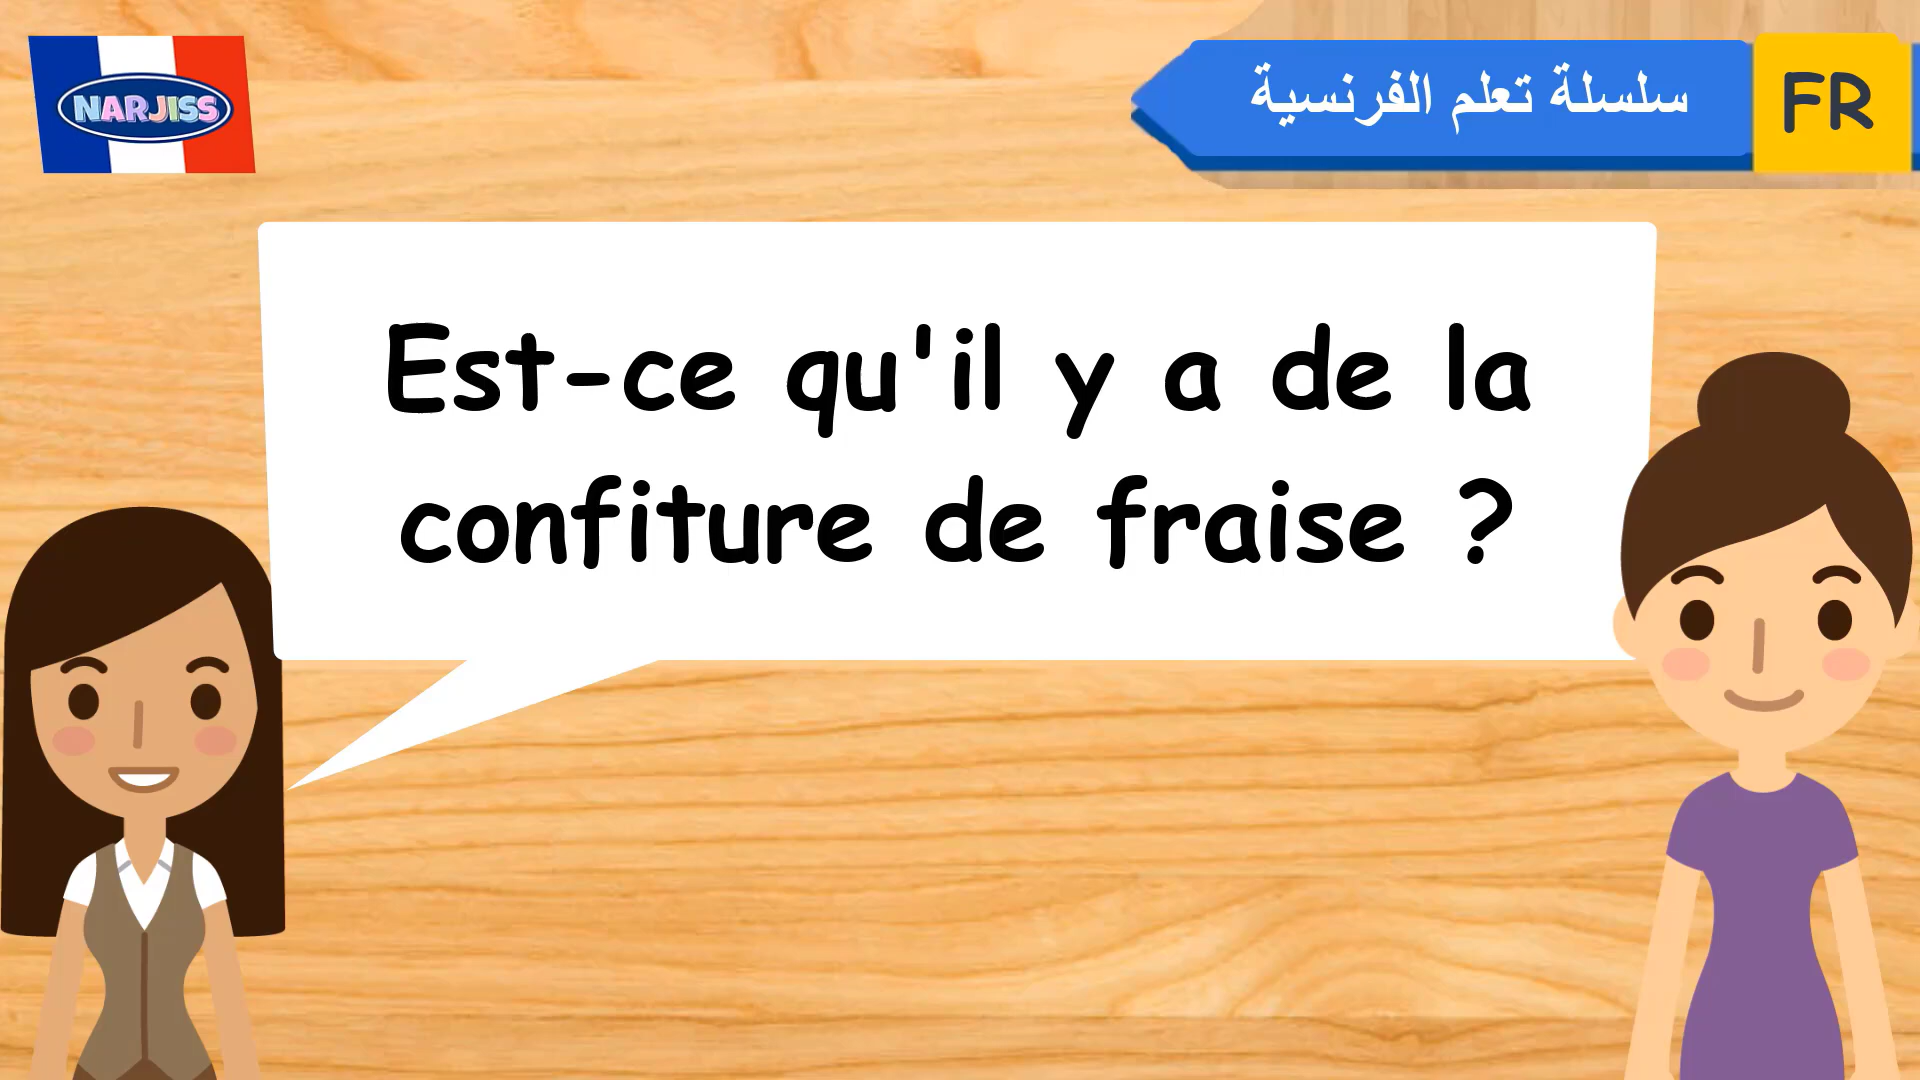 NARJISS
سلسلة تعلم الفرنسية
FR
Est-ce qu'il y a de la
confiture de fraise ?